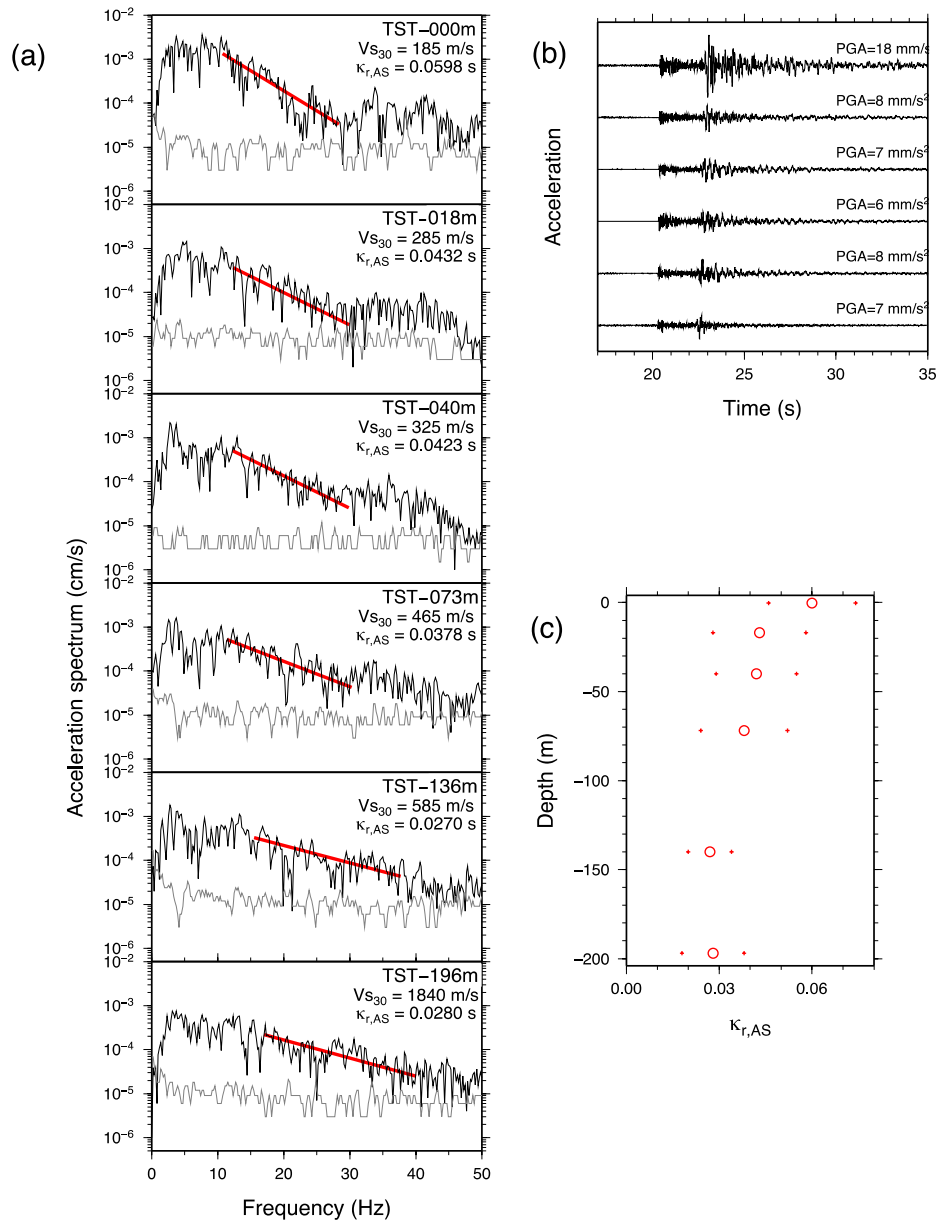 (a)
Acceleration spectrum (cm/s)
10⁻²
10⁻³
10⁻⁴
10⁻⁵
10⁻⁶
TST−000m
Vs₃₀ = 185 m/s
κr,AS = 0.0598 s
10⁻²
10⁻³
10⁻⁴
10⁻⁵
10⁻⁶
TST−018m
Vs₃₀ = 285 m/s
κr,AS = 0.0432 s
10⁻²
10⁻³
10⁻⁴
10⁻⁵
10⁻⁶
TST−040m
Vs₃₀ = 325 m/s
κr,AS = 0.0423 s
10⁻²
10⁻³
10⁻⁴
10⁻⁵
10⁻⁶
TST−073m
Vs₃₀ = 465 m/s
κr,AS = 0.0378 s
10⁻²
10⁻³
10⁻⁴
10⁻⁵
10⁻⁶
TST−136m
Vs₃₀ = 585 m/s
κr,AS = 0.0270 s
10⁻²
10⁻³
10⁻⁴
10⁻⁵
10⁻⁶
TST−196m
Vs₃₀ = 1840 m/s
κr,AS = 0.0280 s
0 10 20 30 40 50
Frequency (Hz)
(b)
Acceleration
PGA=18 mm/s
PGA=8 mm/s²
PGA=7 mm/s²
PGA=6 mm/s²
PGA=8 mm/s²
PGA=7 mm/s²
20 25 30 35
Time (s)
(c)
Depth (m)
0
−50
−100
−150
−200
0.00 0.03 0.06
κr,AS